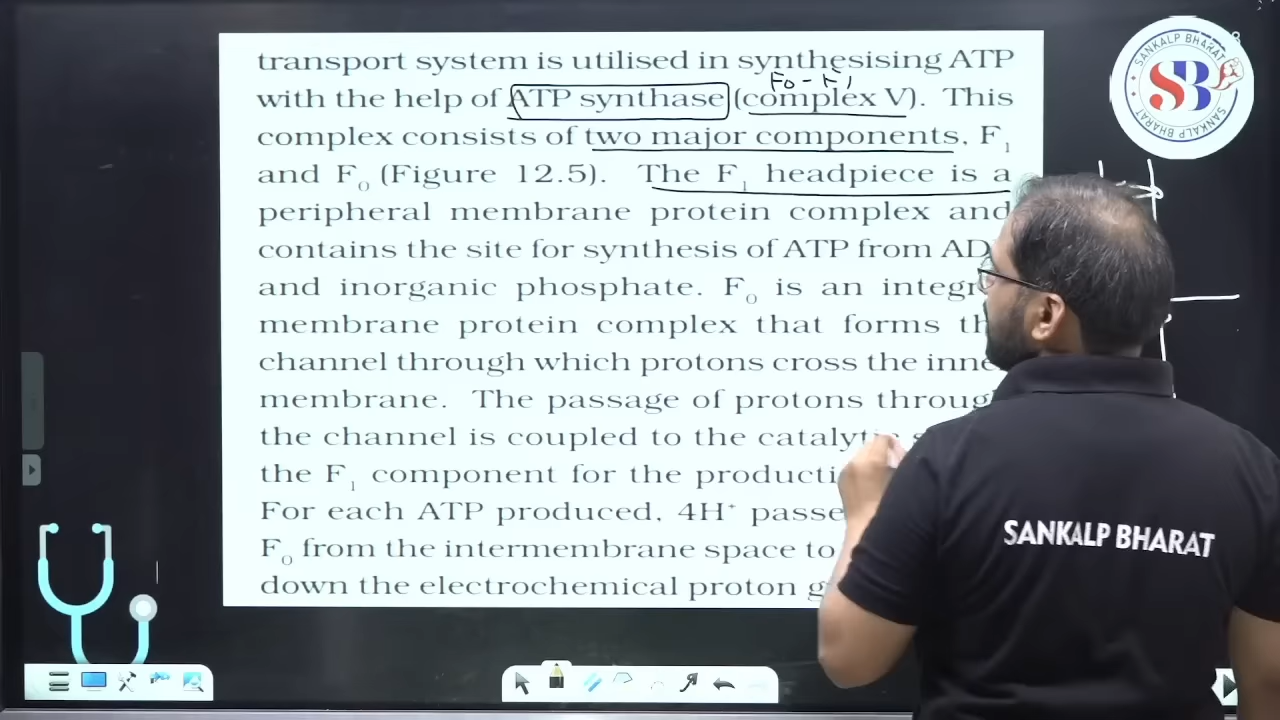 transport system is utilised in synthesising ATP
F0 - F1
with the help of ATP synthase (complex V). This
complex consists of two major components, F1
and F0 (Figure 12.5). The F1 headpiece is a
peripheral membrane protein complex and
contains the site for synthesis of ATP from AD
and inorganic phosphate. F0 is an integr
membrane protein complex that forms th
channel through which protons cross the inne
membrane. The passage of protons throug
the channel is coupled to the catalytic s
the F1 component for the producti
For each ATP produced, 4H+ passe
F0 from the intermembrane space to
down the electrochemical proton g
SANKALP BHARAT
SB
SANKALP BHARAT
SANKALP BHARAT